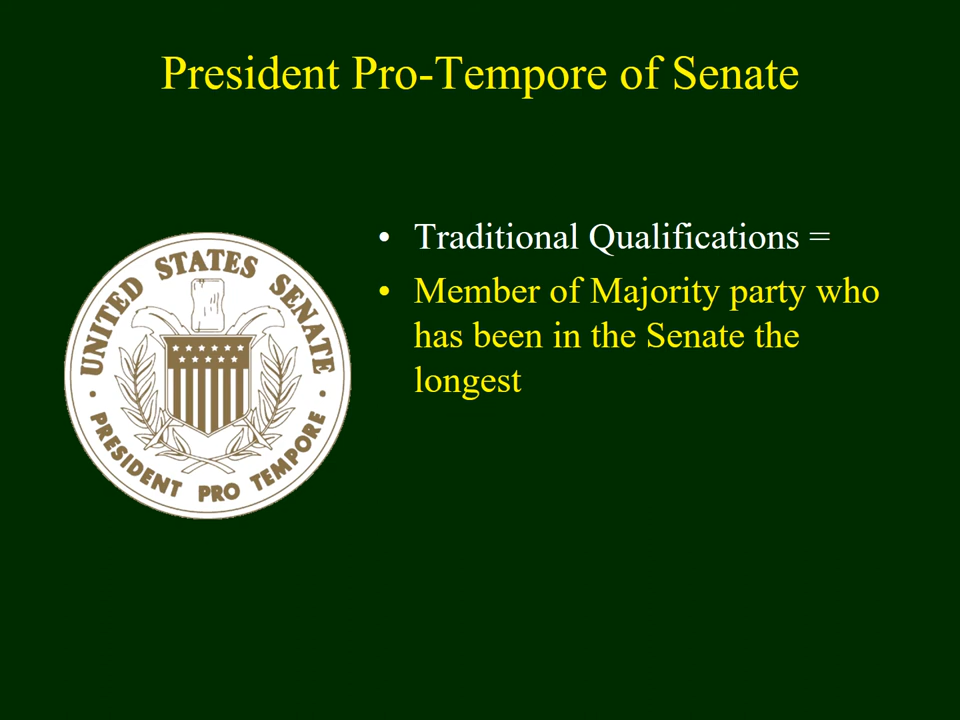 President Pro-Tempore of Senate
• Traditional Qualifications =
• Member of Majority party who
has been in the Senate the
longest
UNITED STATES SENATE
• PRESIDENT PRO TEMPORE •